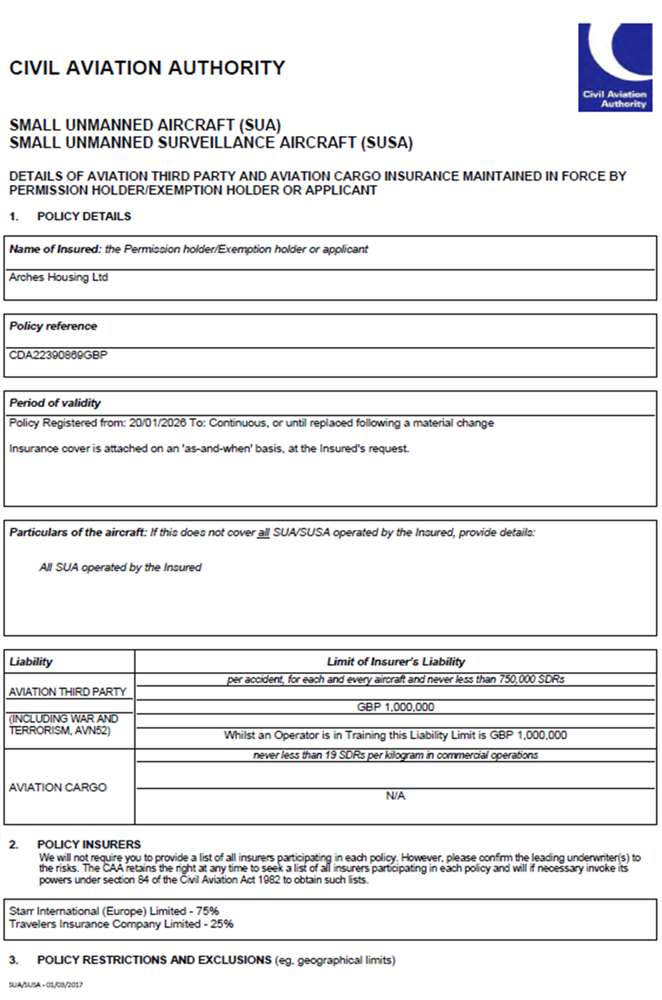 CIVIL AVIATION AUTHORITY
Civil Aviation
Authority
SMALL UNMANNED AIRCRAFT (SUA)
SMALL UNMANNED SURVEILLANCE AIRCRAFT (SUSA)
DETAILS OF AVIATION THIRD PARTY AND AVIATION CARGO INSURANCE MAINTAINED IN FORCE BY
PERMISSION HOLDER/EXEMPTION HOLDER OR APPLICANT
1. POLICY DETAILS
Name of Insured: the Permission holder/Exemption holder or applicant
Arches Housing Ltd
Policy reference
CDA22390869GBP
Period of validity
Policy Registered from: 20/01/2026 To: Continuous, or until replaced following a material change
Insurance cover is attached on an 'as-and-when' basis, at the Insured's request.
Particulars of the aircraft: If this does not cover all SUA/SUSA operated by the Insured, provide details:
All SUA operated by the Insured
Liability
Limit of Insurer's Liability
AVIATION THIRD PARTY
(INCLUDING WAR AND
TERRORISM, AVN52)
per accident, for each and every aircraft and never less than 750,000 SDRs
GBP 1,000,000
Whilst an Operator is in Training this Liability Limit is GBP 1,000,000
AVIATION CARGO
never less than 19 SDRs per kilogram in commercial operations
N/A
2. POLICY INSURERS
We will not require you to provide a list of all insurers participating in each policy. However, please confirm the leading underwriter(s) to
the risks. The CAA retains the right at any time to seek a list of all insurers participating in each policy and will if necessary invoke its
powers under section 84 of the Civil Aviation Act 1982 to obtain such lists.
Starr International (Europe) Limited - 75%
Travelers Insurance Company Limited - 25%
3. POLICY RESTRICTIONS AND EXCLUSIONS (eg, geographical limits)
SUA/SUSA - 01/03/2017